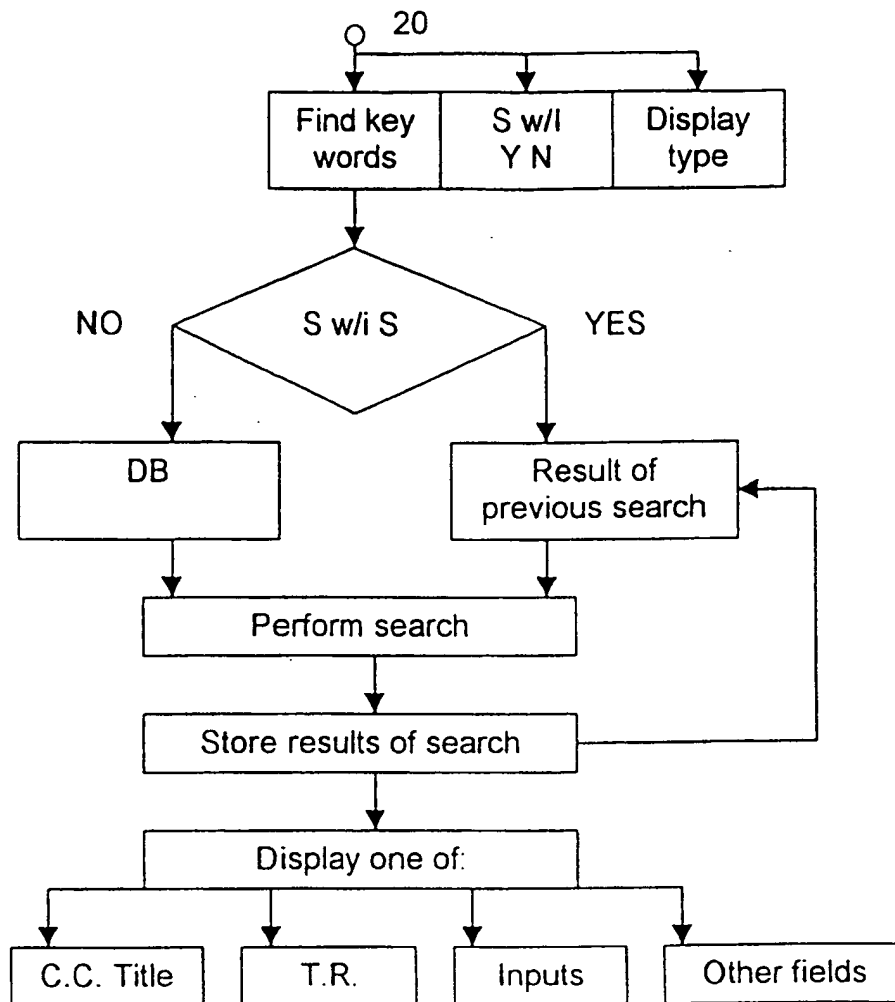 20
Find key
words
S w/I
Y N
Display
type
NO
S w/i S
YES
DB
Result of
previous search
Perform search
Store results of search
Display one of:
C.C. Title
T.R.
Inputs
Other fields